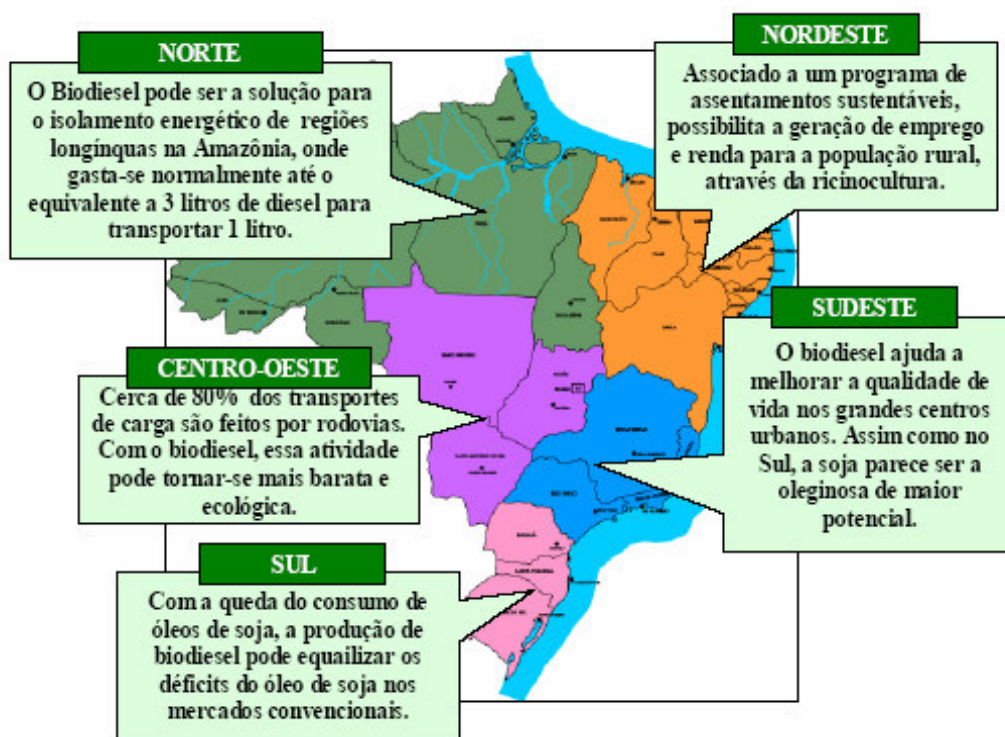 NORTE
O Biodiesel pode ser a solução para
o isolamento energético de regiões
longínquas na Amazônia, onde
gasta-se normalmente até o
equivalente a 3 litros de diesel para
transportar 1 litro.
NORDESTE
Associado a um programa de
assentamentos sustentáveis,
possibilita a geração de emprego
e renda para a população rural,
através da ricinocultura.
CENTRO-OESTE
Cerca de 80% dos transportes
de carga são feitos por rodovias.
Com o biodiesel, essa atividade
pode tornar-se mais barata e
ecológica.
SUDESTE
O biodiesel ajuda a
melhorar a qualidade de
vida nos grandes centros
urbanos. Assim como no
Sul, a soja parece ser a
oleginosa de maior
potencial.
SUL
Com a queda do consumo de
óleos de soja, a produção de
biodiesel pode equailizar os
déficits do óleo de soja nos
mercados convencionais.